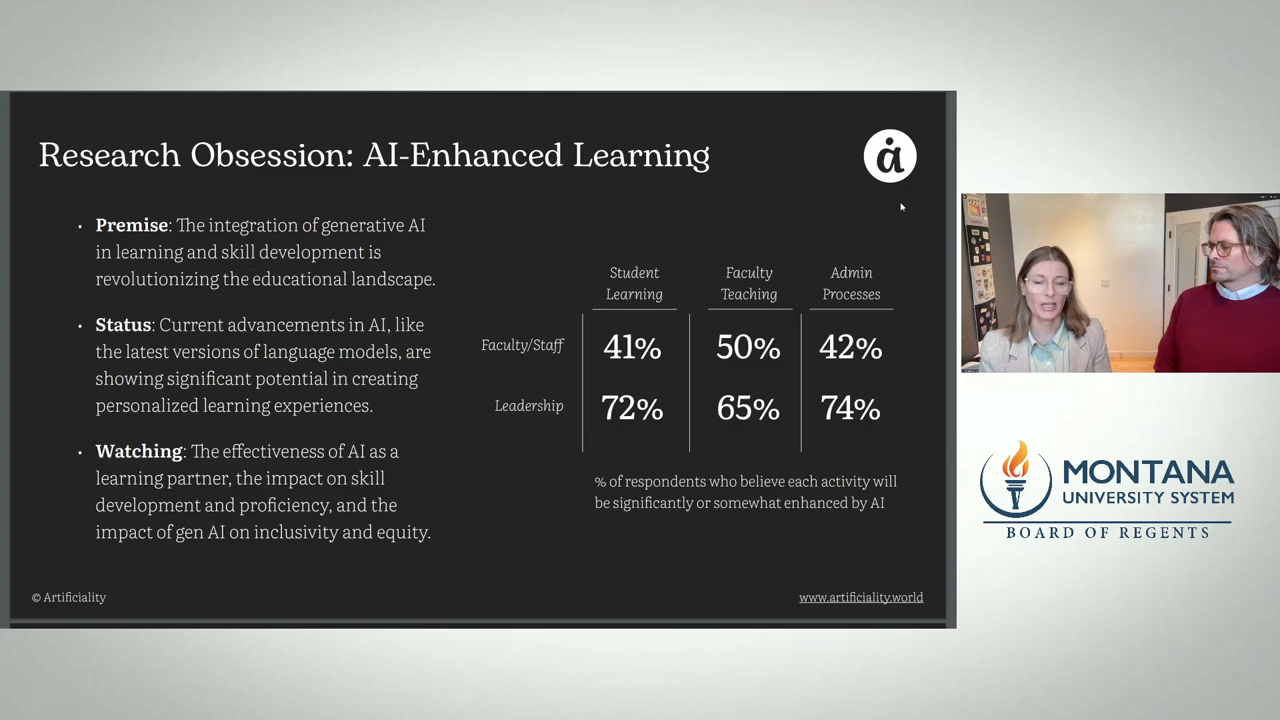 Research Obsession: AI-Enhanced Learning
ȧ
• Premise: The integration of generative AI
in learning and skill development is
revolutionizing the educational landscape.
• Status: Current advancements in AI, like
the latest versions of language models, are
showing significant potential in creating
personalized learning experiences.
• Watching: The effectiveness of AI as a
learning partner, the impact on skill
development and proficiency, and the
impact of gen AI on inclusivity and equity.
Student Learning Faculty Teaching Admin Processes
Faculty/Staff 41% 50% 42%
Leadership 72% 65% 74%
% of respondents who believe each activity will
be significantly or somewhat enhanced by AI
© Artificiality
www.artificiality.world
MONTANA
UNIVERSITY SYSTEM
BOARD OF REGENTS